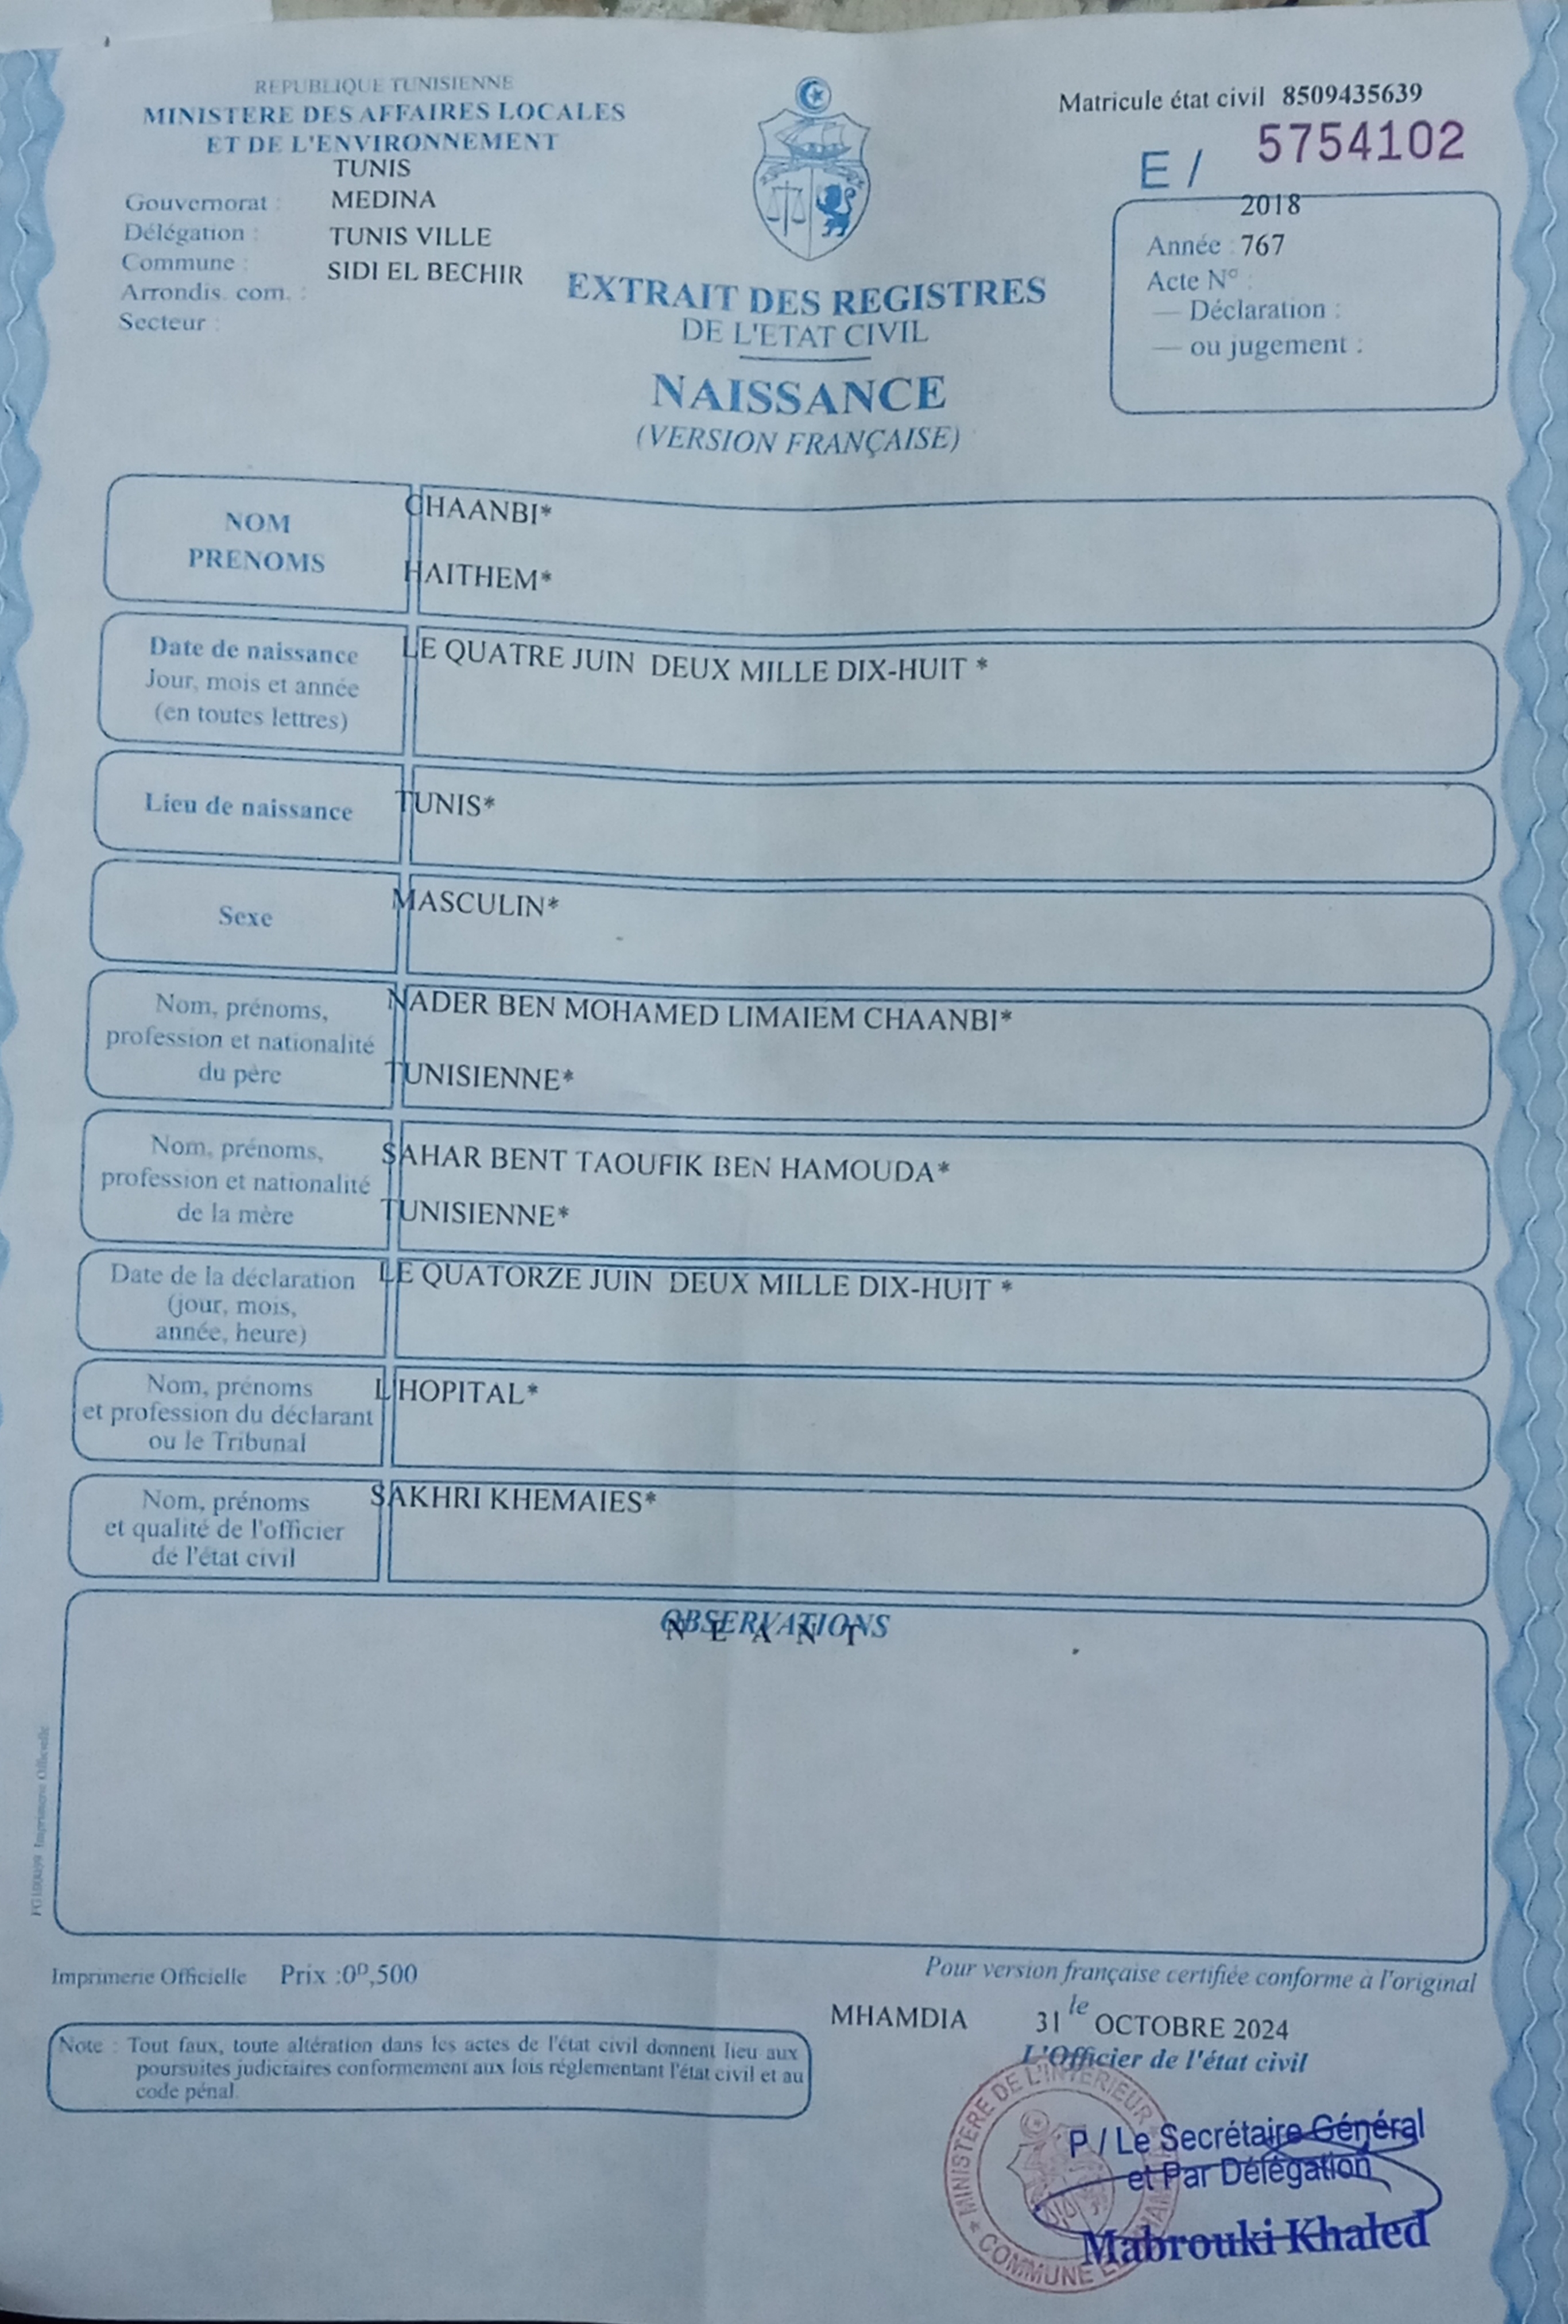 REPUBLIQUE TUNISIENNE
MINISTERE DES AFFAIRES LOCALES
ET DE L'ENVIRONNEMENT
TUNIS
Gouvernorat : MEDINA
Délégation : TUNIS VILLE
Commune : SIDI EL BECHIR
Arrondis. com. :
Secteur :
Matricule état civil 8509435639
E / 5754102
2018
Année : 767
Acte N° :
— Déclaration :
— ou jugement :
EXTRAIT DES REGISTRES
DE L'ETAT CIVIL
NAISSANCE
(VERSION FRANÇAISE)
NOM CHAANBI*
PRENOMS HAITHEM*
Date de naissance LE QUATRE JUIN DEUX MILLE DIX-HUIT *
Jour, mois et année
(en toutes lettres)
Lieu de naissance TUNIS*
Sexe MASCULIN*
Nom, prénoms, NADER BEN MOHAMED LIMAIEM CHAANBI*
profession et nationalité
du père TUNISIENNE*
Nom, prénoms, SAHAR BENT TAOUFIK BEN HAMOUDA*
profession et nationalité
de la mère TUNISIENNE*
Date de la déclaration LE QUATORZE JUIN DEUX MILLE DIX-HUIT *
(jour, mois,
année, heure)
Nom, prénoms L'HOPITAL*
et profession du déclarant
ou le Tribunal
Nom, prénoms SAKHRI KHEMAIES*
et qualité de l'officier
de l'état civil
OBSERVATIONS
N E A N T
Imprimerie Officielle Prix :0ᴰ,500
Pour version française certifiée conforme à l'original
MHAMDIA 31 le OCTOBRE 2024
L'Officier de l'état civil
Note : Tout faux, toute altération dans les actes de l'état civil donnent lieu aux
poursuites judiciaires conformement aux lois réglementant l'état civil et au
code pénal.
* MINISTERE DE L'INTERIEUR
COMMUNE
P / Le Secrétaire Général
et Par Délégation
Mabrouki Khaled
Imprimerie Officielle